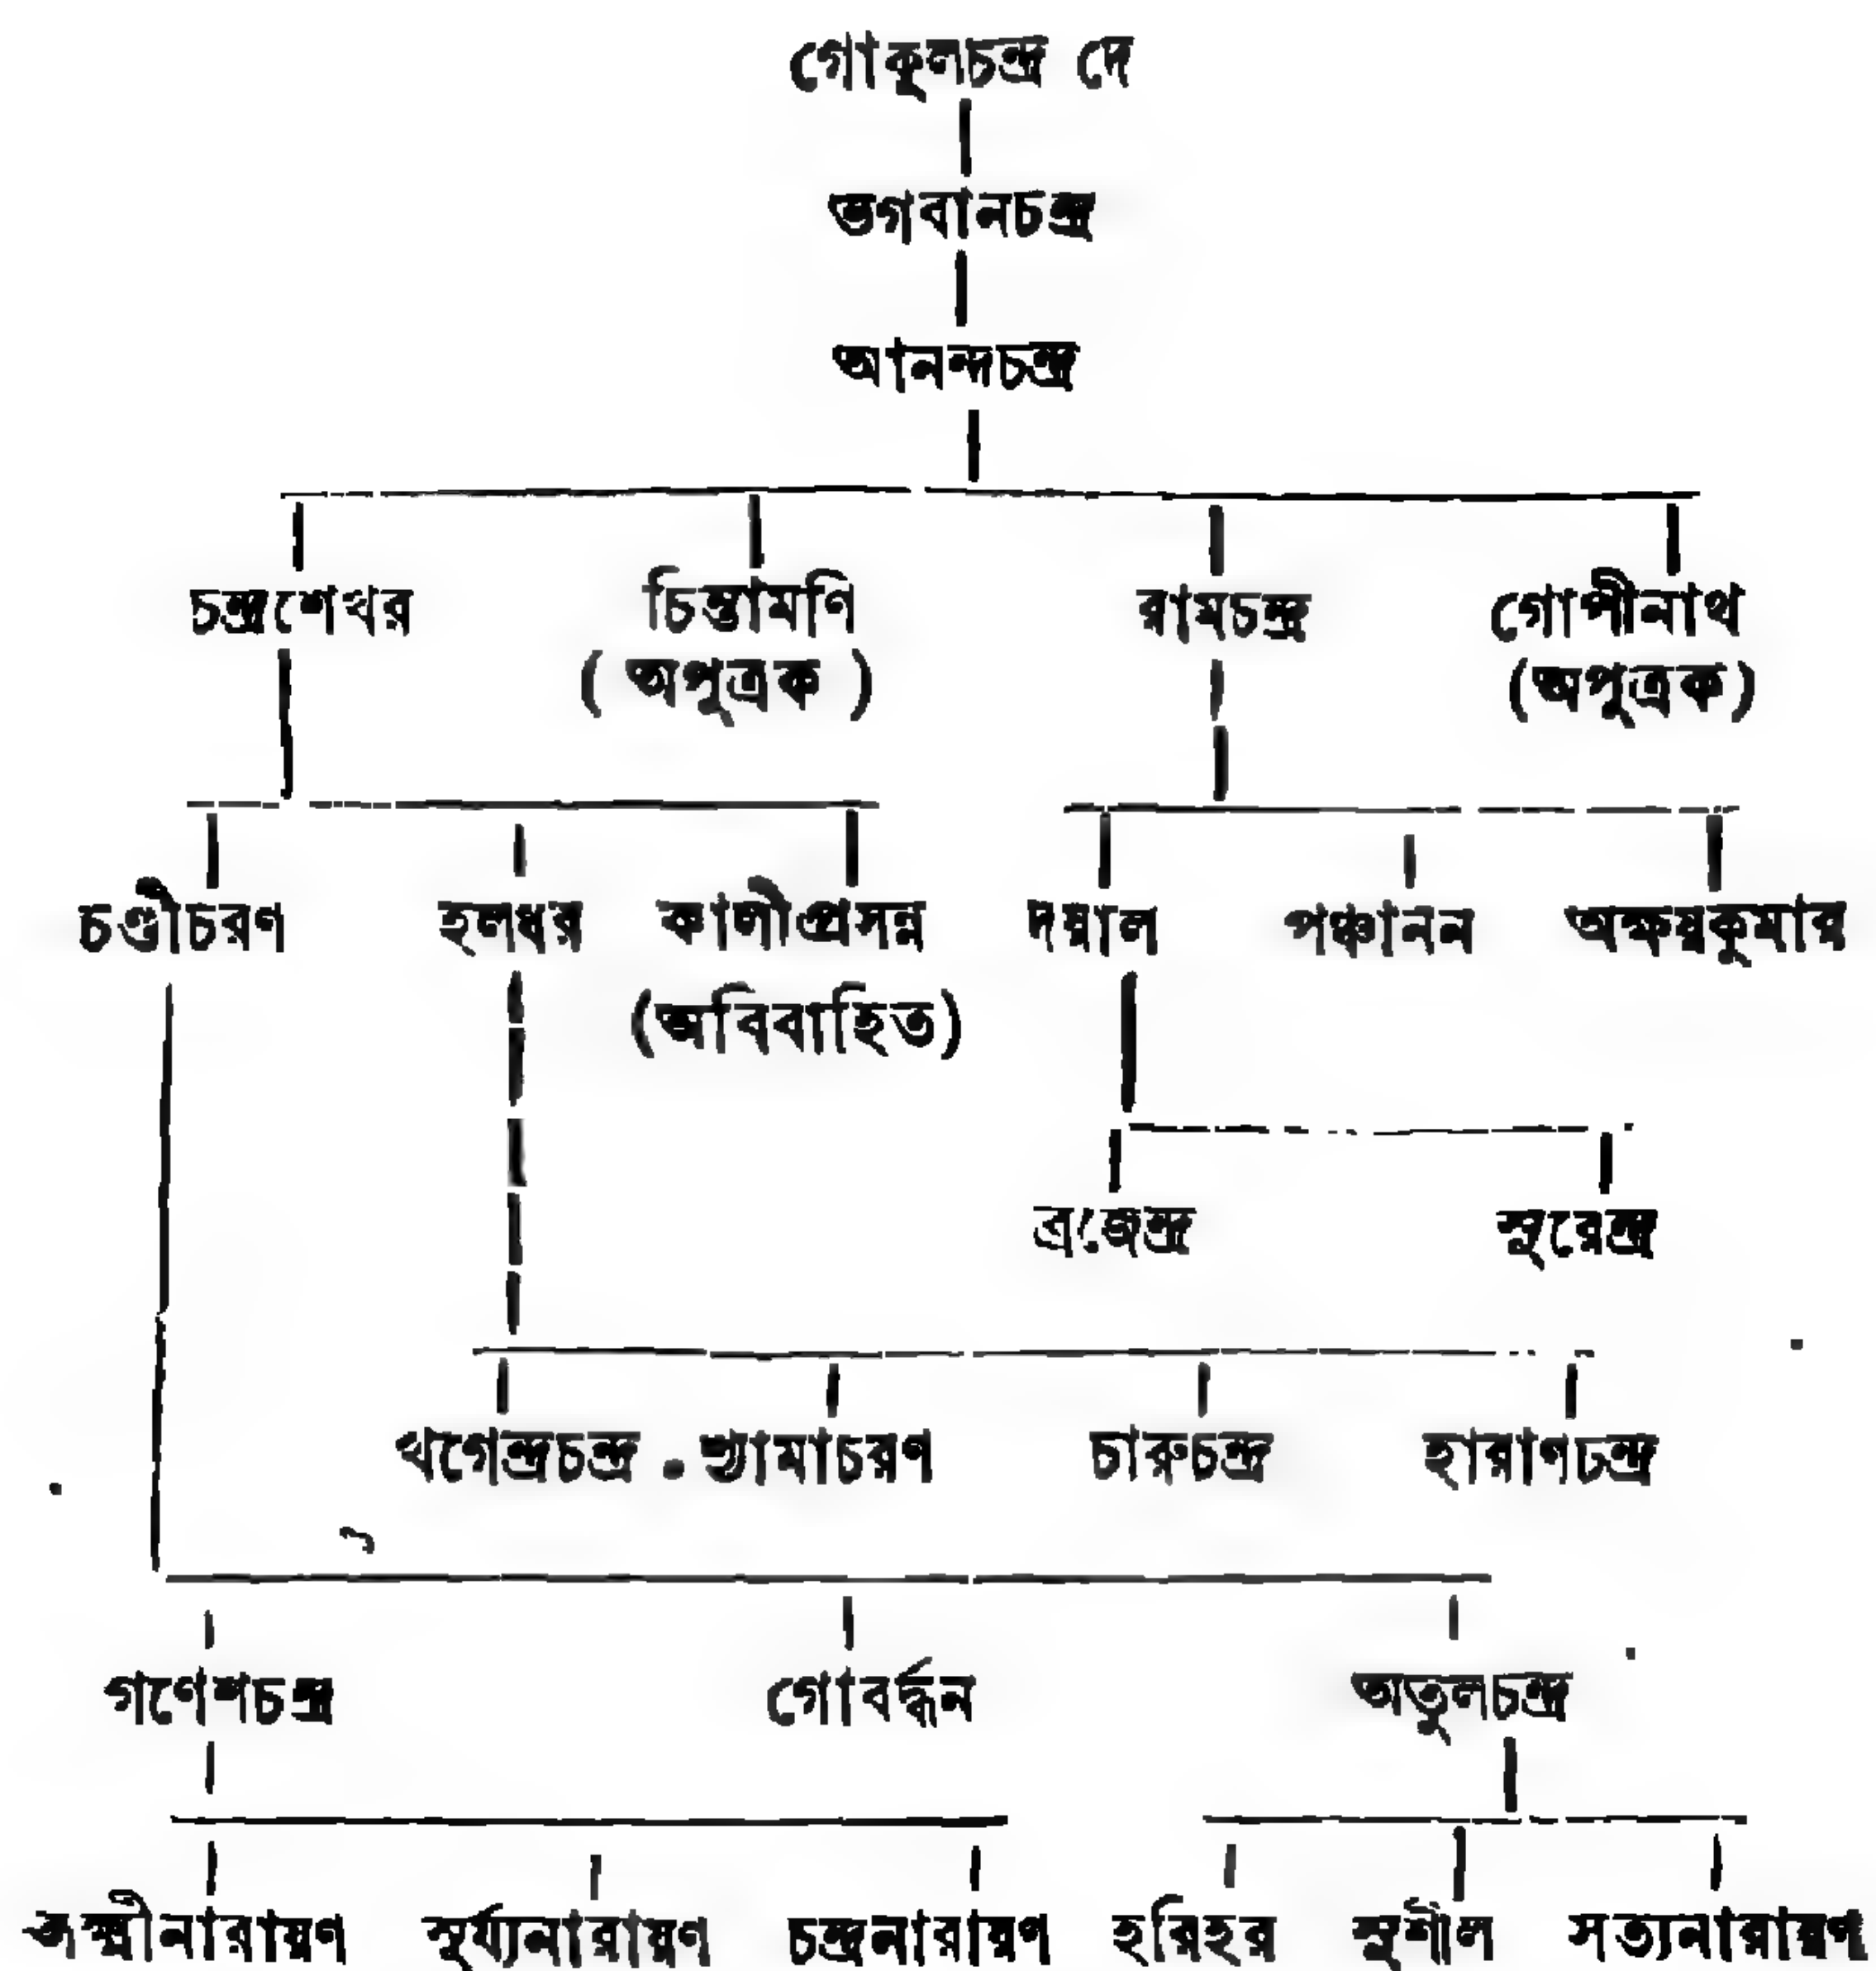 গোকুলচন্দ্র দে
ভগবানচন্দ্র
আনন্দচন্দ্র
চন্দ্রশেখর চিন্তামণি রামচন্দ্র গোপীনাথ
( অপুত্রক ) (অপুত্রক)
চণ্ডীচরণ হলধর কালীপ্রসন্ন দয়াল পঞ্চানন অক্ষয়কুমার
(অবিবাহিত)
ব্রজেন্দ্র সুরেন্দ্র
খগেন্দ্রচন্দ্র শ্যামাচরণ চারুচন্দ্র হারাণচন্দ্র
গণেশচন্দ্র গোবর্দ্ধন অতুলচন্দ্র
লক্ষ্মীনারায়ণ সূর্য্যনারায়ণ চন্দ্রনারায়ণ হরিহর সুশীল সত্যনারায়ণ